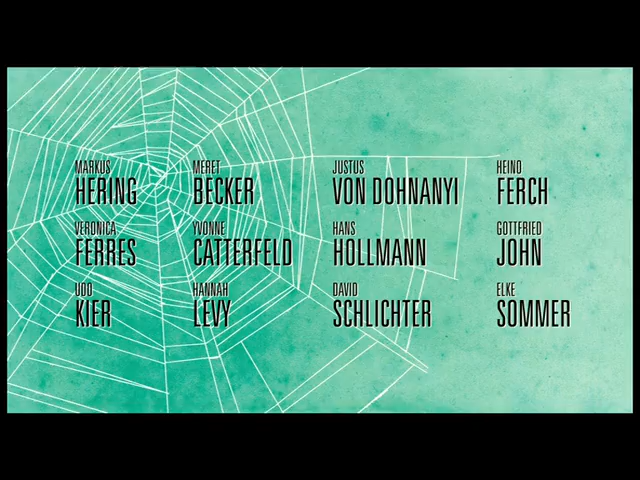 MARKUS MERET JUSTUS HEINO
HERING BECKER VON DOHNANYI FERCH
VERONICA YVONNE HANS GOTTFRIED
FERRES CATTERFELD HOLLMANN JOHN
UDO HANNAH DAVID ELKE
KIER LEVY SCHLICHTER SOMMER